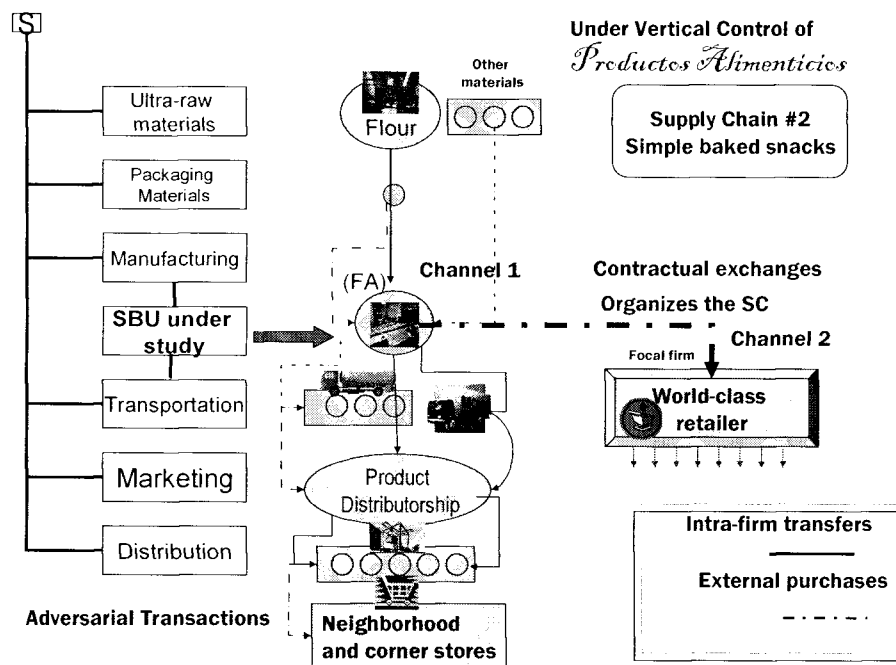 S
Under Vertical Control of
Productos Alimenticios
Supply Chain #2
Simple baked snacks
Other
materials
Flour
Ultra-raw
materials
Packaging
Materials
Manufacturing
SBU under
study
Transportation
Marketing
Distribution
(FA)
Channel 1
Contractual exchanges
Organizes the SC
Channel 2
Focal firm
World-class
retailer
Product
Distributorship
Intra-firm transfers
External purchases
Adversarial Transactions
Neighborhood
and corner stores